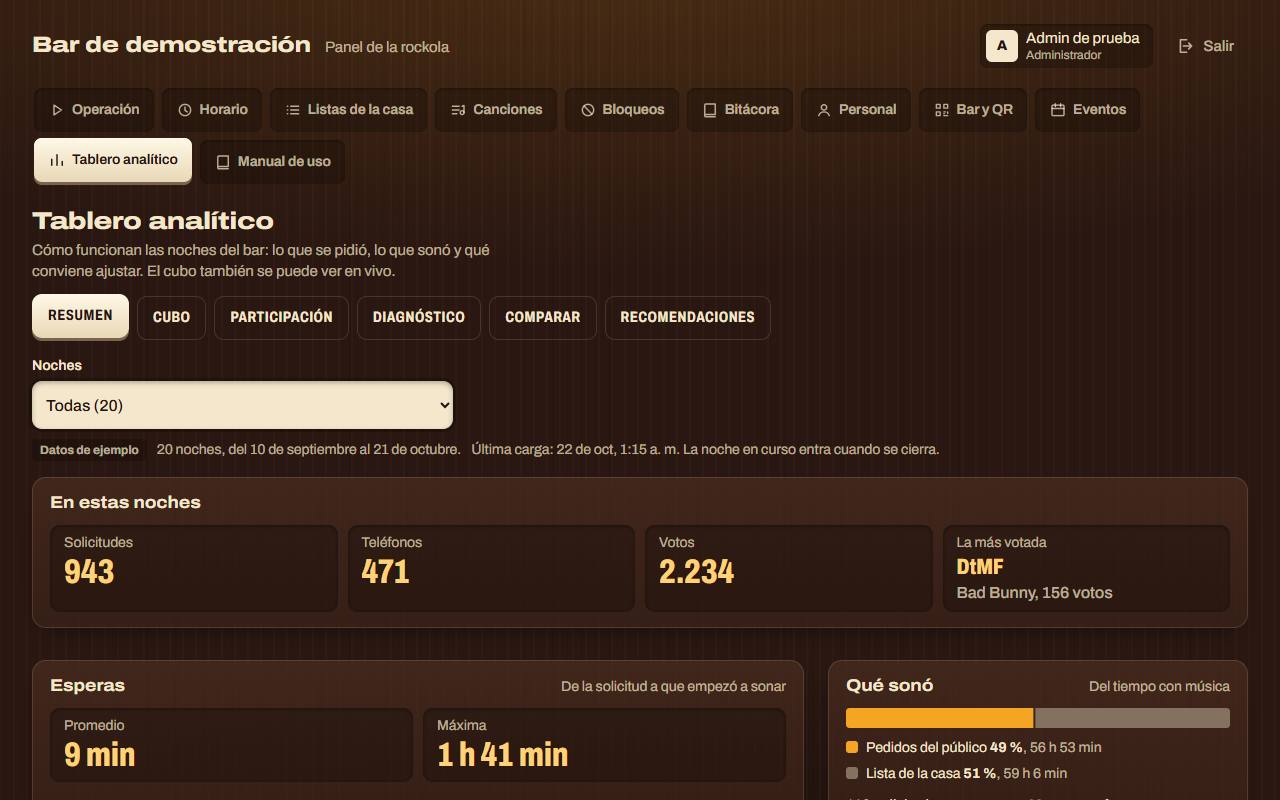 Bar de demostración Panel de la rockola
A Admin de prueba
Administrador
Salir
Operación Horario Listas de la casa Canciones Bloqueos Bitácora Personal Bar y QR Eventos
Tablero analítico Manual de uso
Tablero analítico
Cómo funcionan las noches del bar: lo que se pidió, lo que sonó y qué
conviene ajustar. El cubo también se puede ver en vivo.
RESUMEN CUBO PARTICIPACIÓN DIAGNÓSTICO COMPARAR RECOMENDACIONES
Noches
Todas (20)
Datos de ejemplo 20 noches, del 10 de septiembre al 21 de octubre. Última carga: 22 de oct, 1:15 a. m. La noche en curso entra cuando se cierra.
En estas noches
Solicitudes
943
Teléfonos
471
Votos
2.234
La más votada
DtMF
Bad Bunny, 156 votos
Esperas De la solicitud a que empezó a sonar
Promedio
9 min
Máxima
1 h 41 min
Qué sonó Del tiempo con música
Pedidos del público 49 %, 56 h 53 min
Lista de la casa 51 %, 59 h 6 min